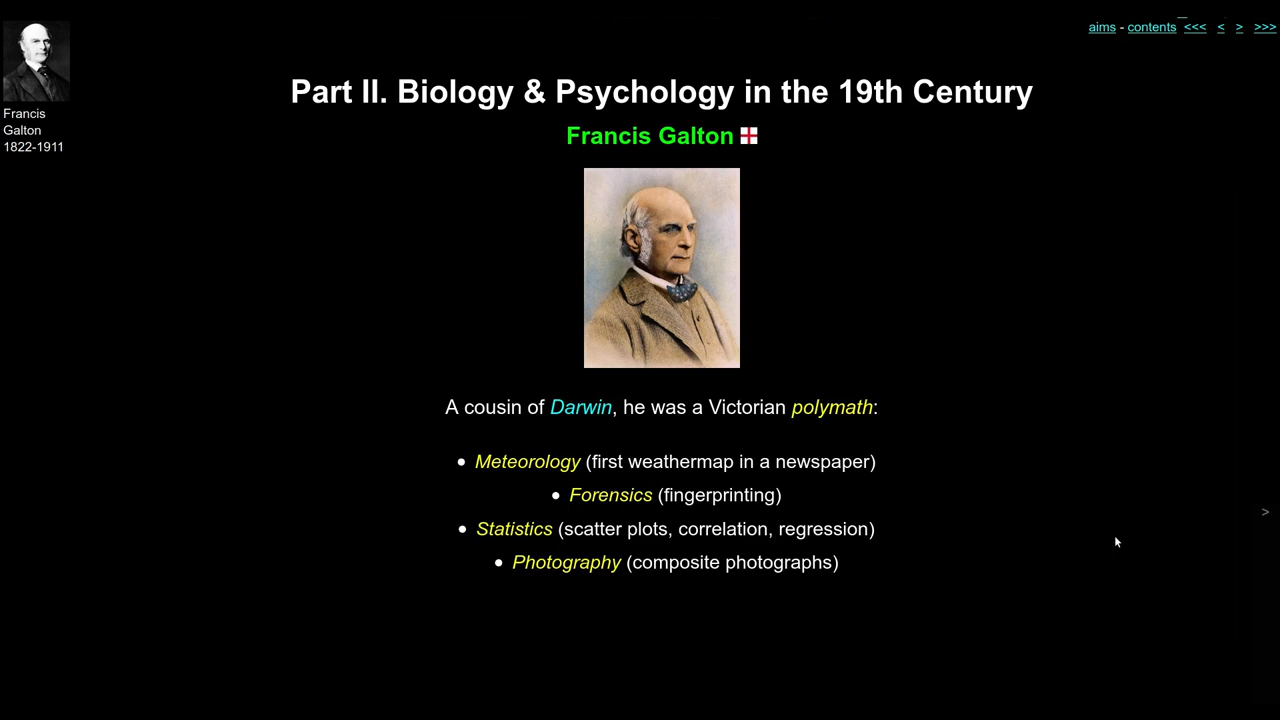 aims - contents <<< < > >>>
Francis
Galton
1822-1911
Part II. Biology & Psychology in the 19th Century
Francis Galton
A cousin of Darwin, he was a Victorian polymath:
• Meteorology (first weathermap in a newspaper)
• Forensics (fingerprinting)
• Statistics (scatter plots, correlation, regression)
• Photography (composite photographs)
>